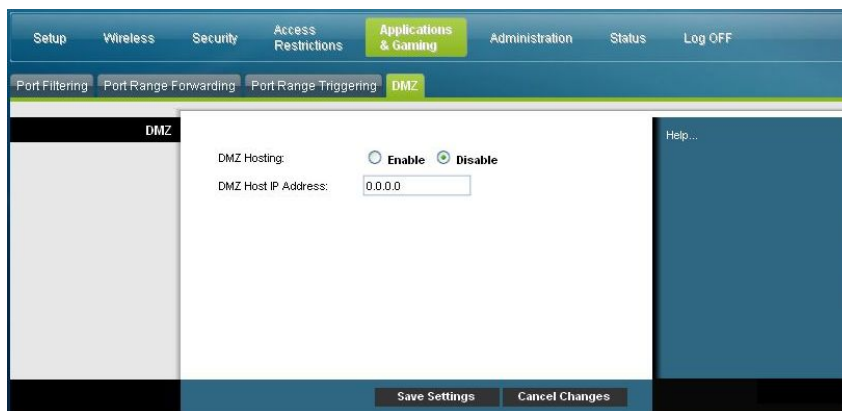 Setup Wireless Security Access Restrictions Applications & Gaming Administration Status Log OFF
Port Filtering Port Range Forwarding Port Range Triggering DMZ
DMZ
Help...
DMZ Hosting: Enable Disable
DMZ Host IP Address: 0.0.0.0
Save Settings Cancel Changes